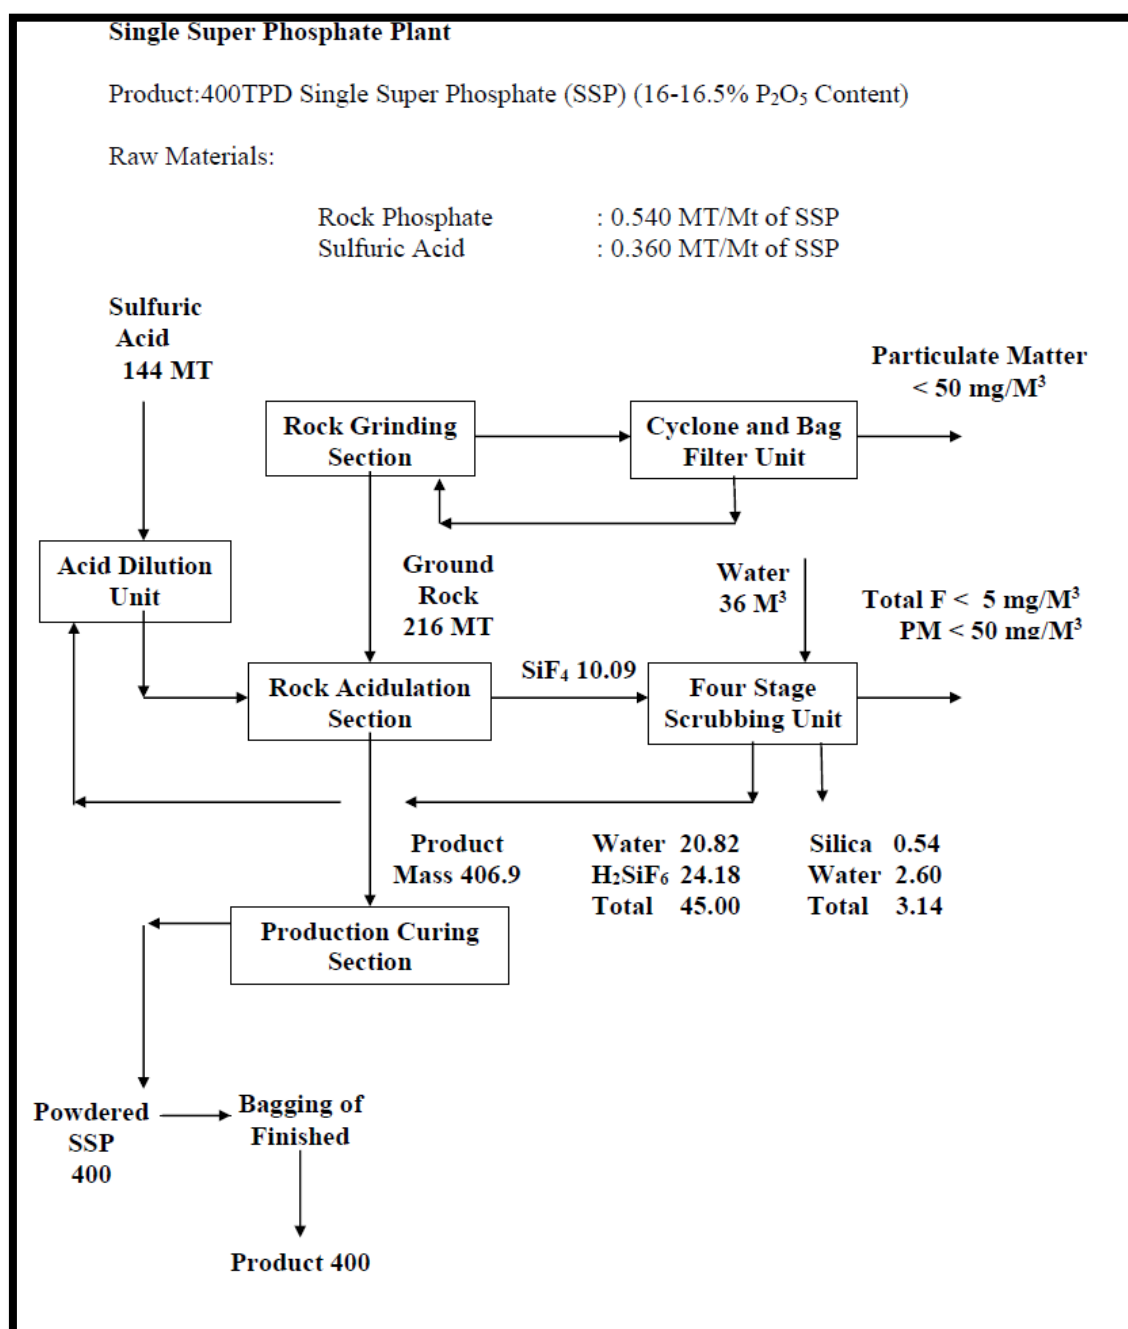 Single Super Phosphate Plant
Product:400TPD Single Super Phosphate (SSP) (16-16.5% P₂O₅ Content)
Raw Materials:
Rock Phosphate : 0.540 MT/Mt of SSP
Sulfuric Acid : 0.360 MT/Mt of SSP
Sulfuric
Acid
144 MT
Particulate Matter
< 50 mg/M³
Rock Grinding
Section
Cyclone and Bag
Filter Unit
Acid Dilution
Unit
Ground
Rock
216 MT
Water
36 M³
Total F < 5 mg/M³
PM < 50 mg/M³
SiF₄ 10.09
Rock Acidulation
Section
Four Stage
Scrubbing Unit
Product
Mass 406.9
Water 20.82
H₂SiF₆ 24.18
Total 45.00
Silica 0.54
Water 2.60
Total 3.14
Production Curing
Section
Powdered
SSP
400
Bagging of
Finished
Product 400